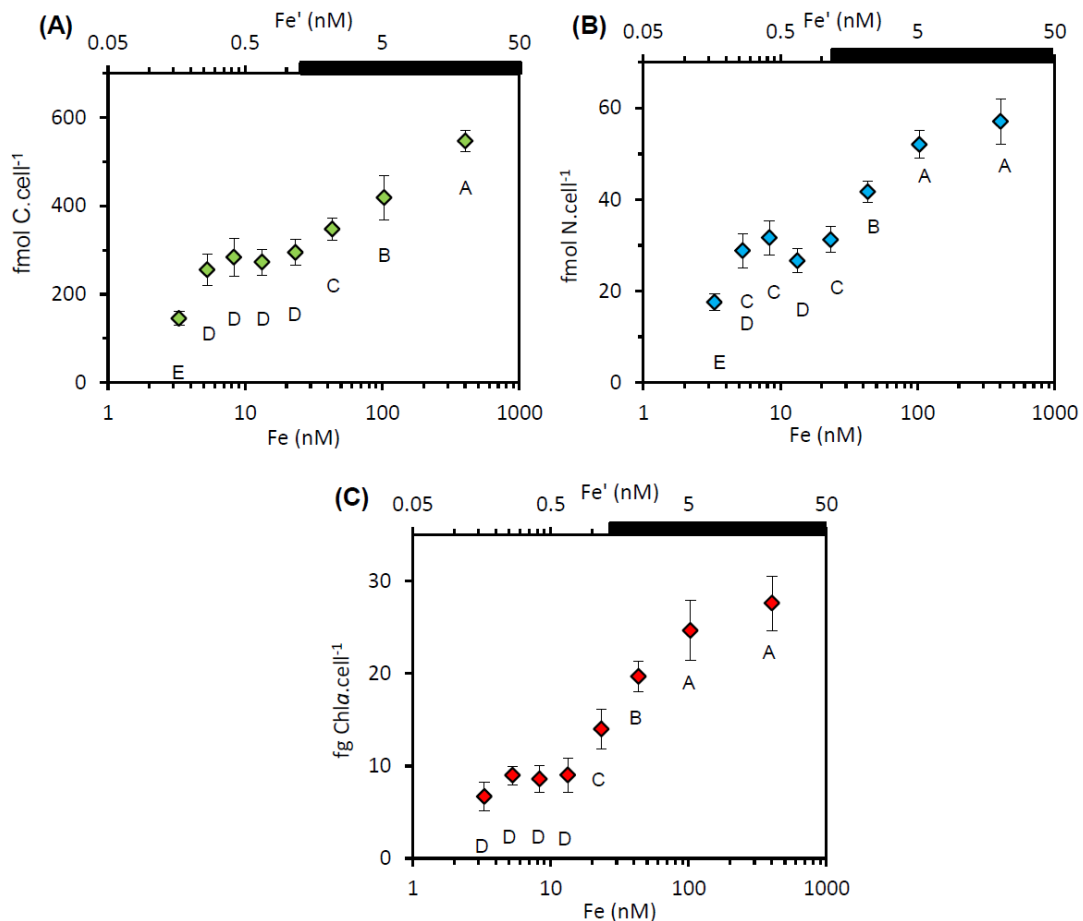 (A)
Fe' (nM)
0.05 0.5 5 50
fmol C.cell⁻¹
600
400
200
0
E D D D D C B A
1 10 100 1000
Fe (nM)
(B)
Fe' (nM)
0.05 0.5 5 50
fmol N.cell⁻¹
60
40
20
0
E C D C D C B A A
1 10 100 1000
Fe (nM)
(C)
Fe' (nM)
0.05 0.5 5 50
fg Chla.cell⁻¹
30
20
10
0
D D D D C B A A
1 10 100 1000
Fe (nM)